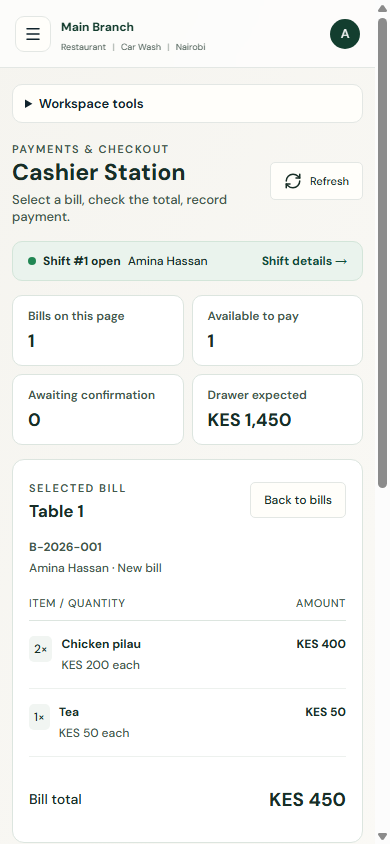 Main Branch
Restaurant | Car Wash | Nairobi
A
Workspace tools
PAYMENTS & CHECKOUT
Cashier Station
Select a bill, check the total, record
payment.
Refresh
Shift #1 open Amina Hassan
Shift details →
Bills on this page
1
Available to pay
1
Awaiting confirmation
0
Drawer expected
KES 1,450
SELECTED BILL
Table 1
Back to bills
B-2026-001
Amina Hassan · New bill
ITEM / QUANTITY AMOUNT
2× Chicken pilau KES 400
KES 200 each
1× Tea KES 50
KES 50 each
Bill total KES 450